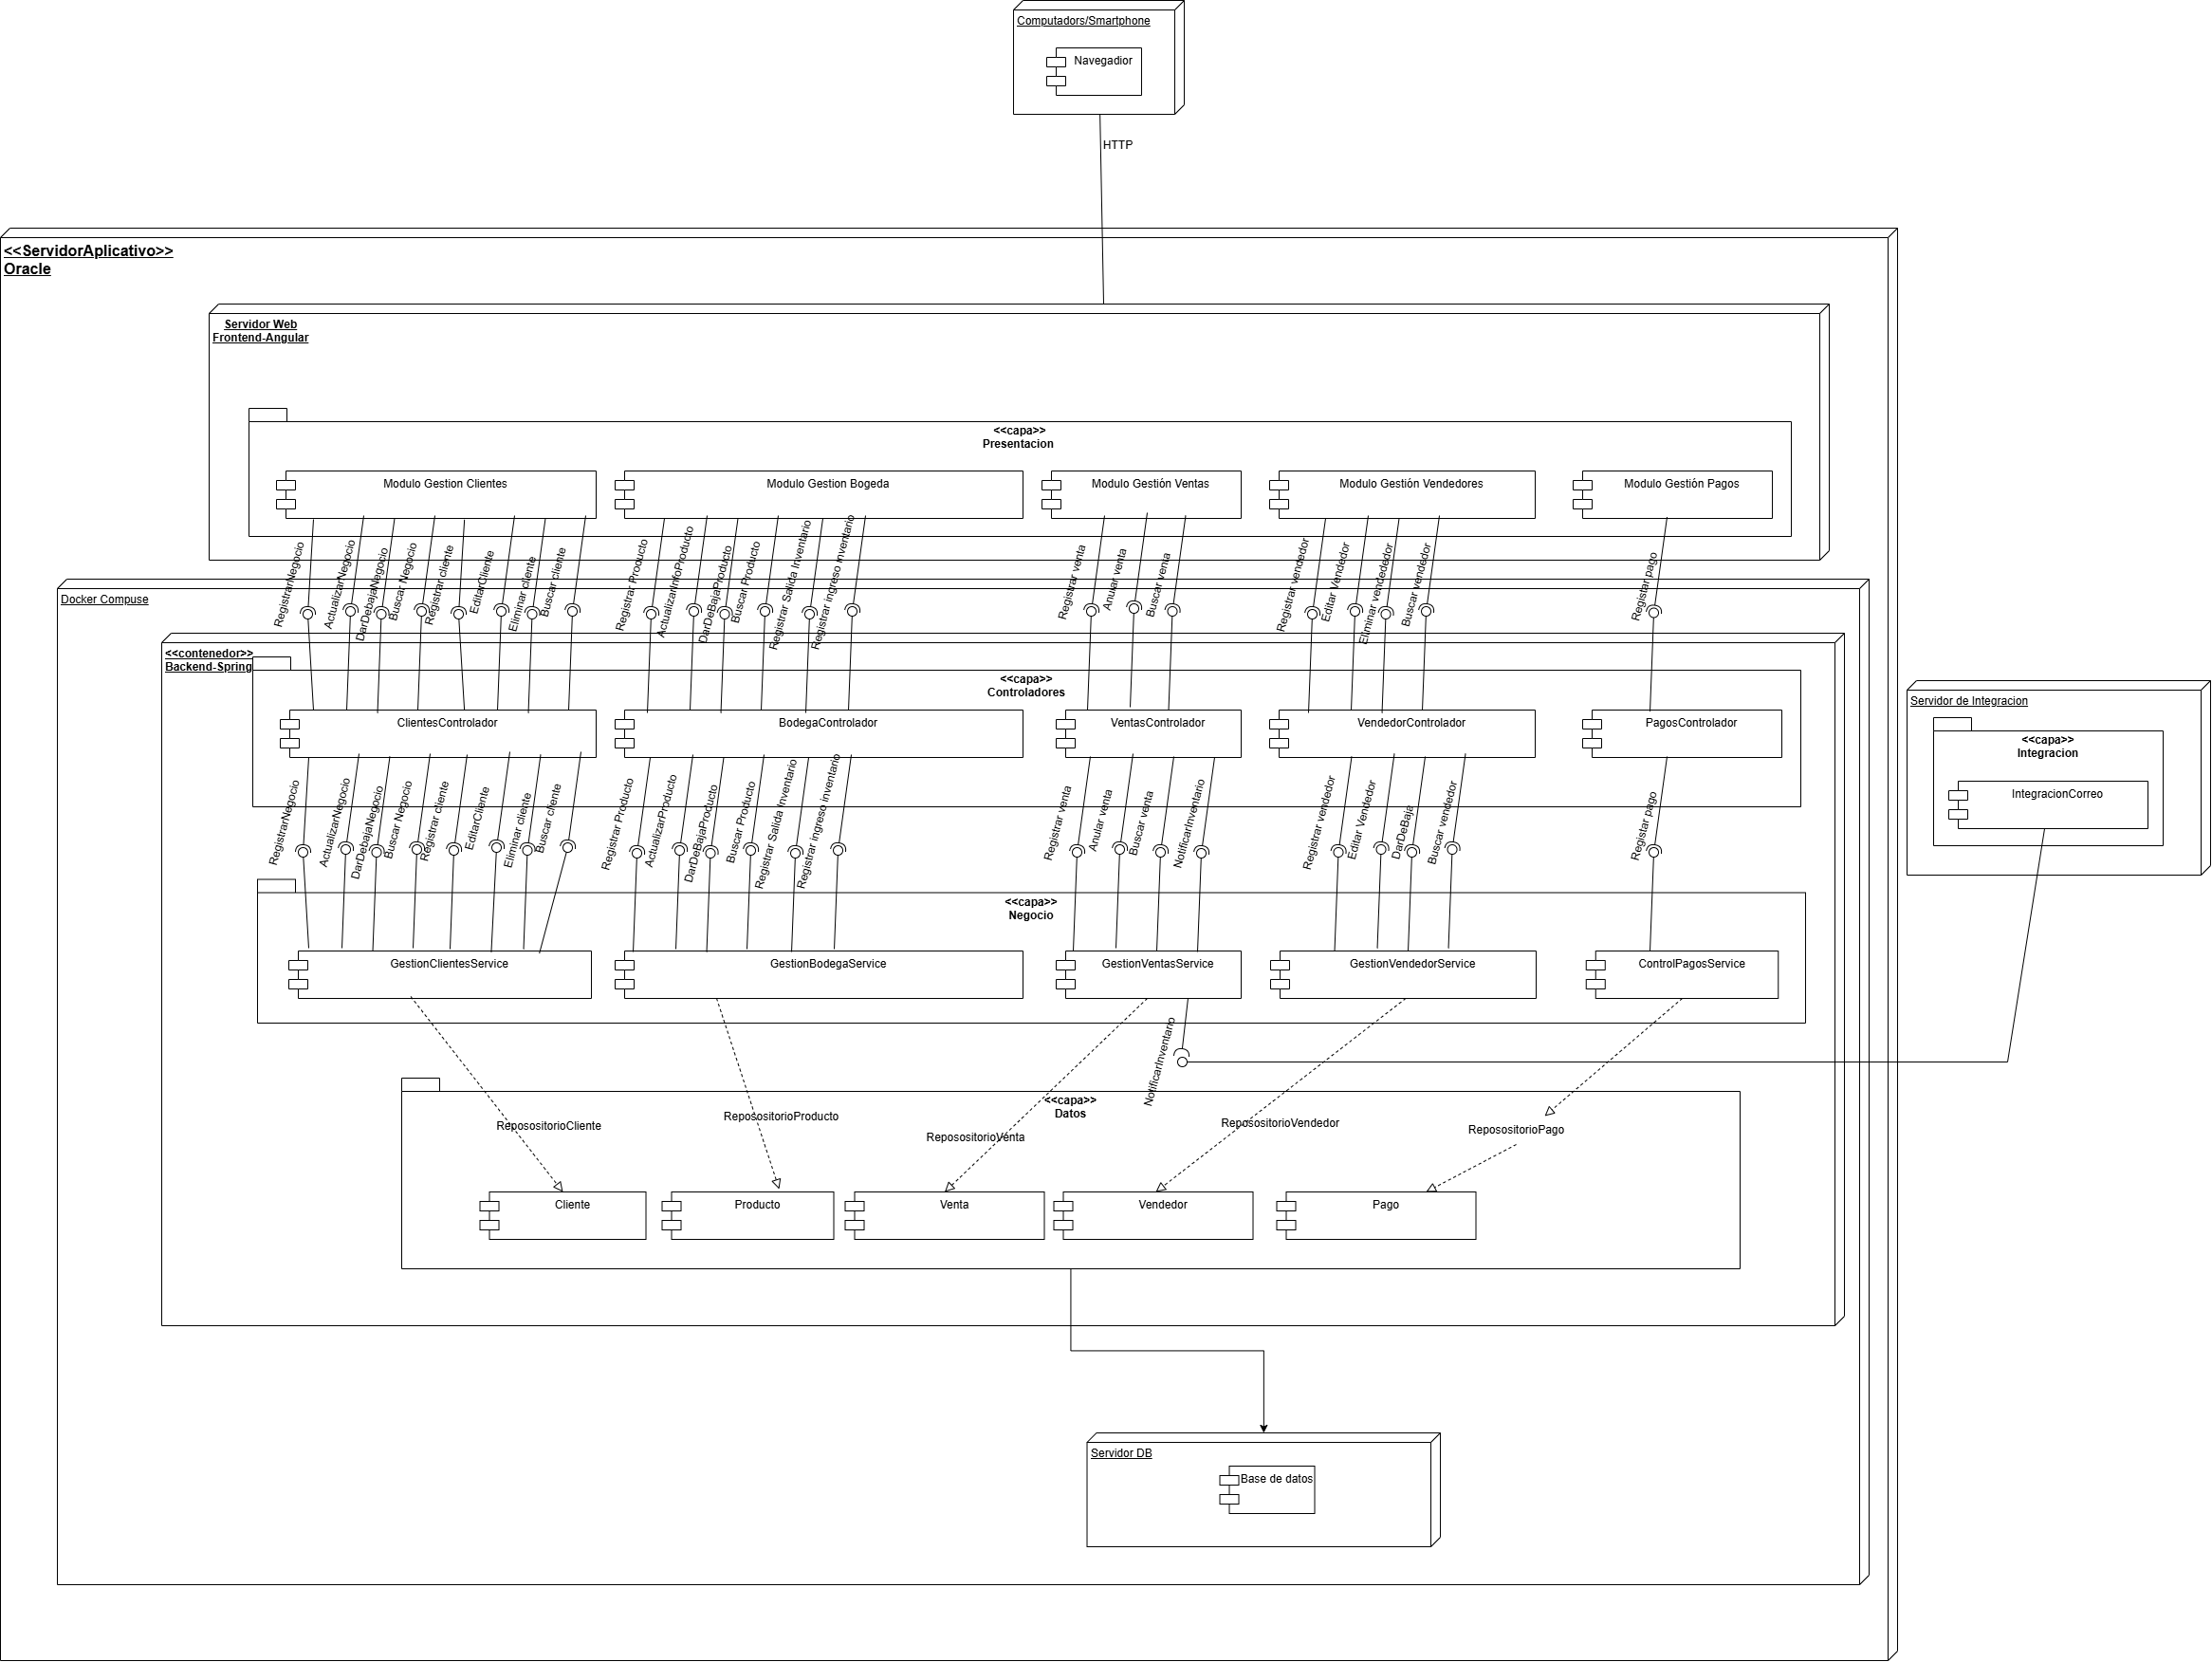 Computadors/Smartphone
Navegadior
HTTP
<<ServidorAplicativo>>
Oracle
Servidor Web
Frontend-Angular
<<capa>>
Presentacion
Modulo Gestion Clientes
Modulo Gestion Bogeda
Modulo Gestión Ventas
Modulo Gestión Vendedores
Modulo Gestión Pagos
RegistrarNegocio
ActualizarNegocio
DarDebajaNegocio
Buscar Negocio
Registrar cliente
EditarCliente
Eliminar cliente
Buscar cliente
Registrar Producto
ActualizarInfoProducto
DarDeBajaProducto
Buscar Producto
Registrar Salida Inventario
Registrar ingreso inventario
Registrar venta
Anular venta
Buscar venta
Registrar vendedor
Editar Vendedor
Eliminar vendededor
Buscar vendedor
Registar pago
Docker Compuse
<<contenedor>>
Backend-Spring
<<capa>>
Controladores
ClientesControlador
BodegaControlador
VentasControlador
VendedorControlador
PagosControlador
Servidor de Integracion
<<capa>>
Integracion
IntegracionCorreo
RegistrarNegocio
ActualizarNegocio
DarDebajaNegocio
Buscar Negocio
Registrar cliente
EditarCliente
Eliminar cliente
Buscar cliente
Registrar Producto
ActualizarProducto
DarDeBajaProducto
Buscar Producto
Registrar Salida Inventario
Registrar ingreso inventario
Registrar venta
Anular venta
Buscar venta
NotificarInventario
Registrar vendedor
Editar Vendedor
DarDeBaja
Buscar vendedor
Registar pago
<<capa>>
Negocio
GestionClientesService
GestionBodegaService
GestionVentasService
GestionVendedorService
ControlPagosService
NotificarInventario
<<capa>>
Datos
ReposositorioCliente
ReposositorioProducto
ReposositorioVenta
ReposositorioVendedor
ReposositorioPago
Cliente
Producto
Venta
Vendedor
Pago
Servidor DB
Base de datos